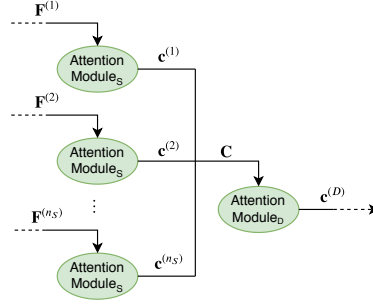 F^(1)
Attention
Module_S
c^(1)
F^(2)
Attention
Module_S
c^(2)
C
Attention
Module_D
c^(D)
⋮
F^(n_S)
Attention
Module_S
c^(n_S)